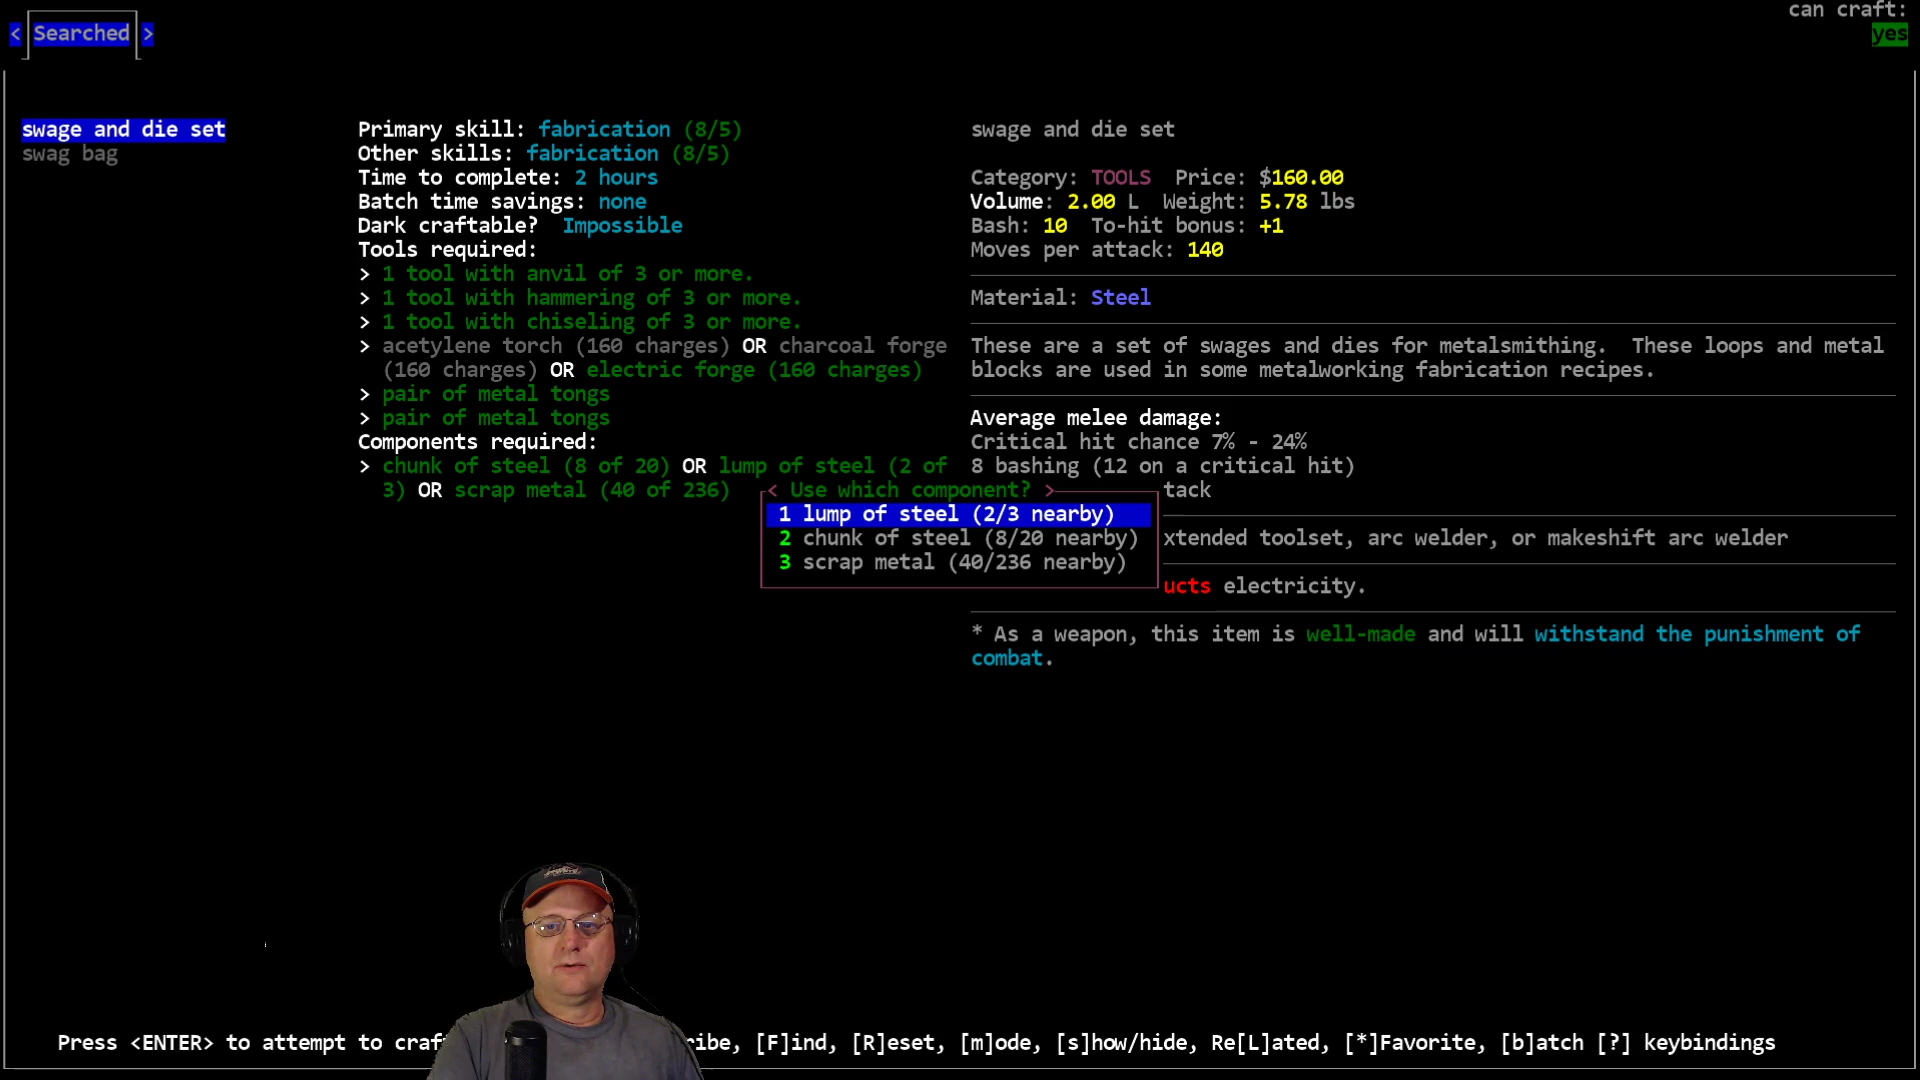 can craft:
< Searched >
yes
swage and die set
swag bag
Primary skill: fabrication (8/5)
Other skills: fabrication (8/5)
Time to complete: 2 hours
Batch time savings: none
Dark craftable? Impossible
Tools required:
> 1 tool with anvil of 3 or more.
> 1 tool with hammering of 3 or more.
> 1 tool with chiseling of 3 or more.
> acetylene torch (160 charges) OR charcoal forge
(160 charges) OR electric forge (160 charges)
> pair of metal tongs
> pair of metal tongs
Components required:
> chunk of steel (8 of 20) OR lump of steel (2 of
3) OR scrap metal (40 of 236)
swage and die set
Category: TOOLS Price: $160.00
Volume: 2.00 L Weight: 5.78 lbs
Bash: 10 To-hit bonus: +1
Moves per attack: 140
Material: Steel
These are a set of swages and dies for metalsmithing. These loops and metal
blocks are used in some metalworking fabrication recipes.
Average melee damage:
Critical hit chance 7% - 24%
8 bashing (12 on a critical hit)
tack
xtended toolset, arc welder, or makeshift arc welder
ucts electricity.
* As a weapon, this item is well-made and will withstand the punishment of
combat.
< Use which component? >
1 lump of steel (2/3 nearby)
2 chunk of steel (8/20 nearby)
3 scrap metal (40/236 nearby)
Press <ENTER> to attempt to craf ribe, [F]ind, [R]eset, [m]ode, [s]how/hide, Re[L]ated, [*]Favorite, [b]atch [?] keybindings